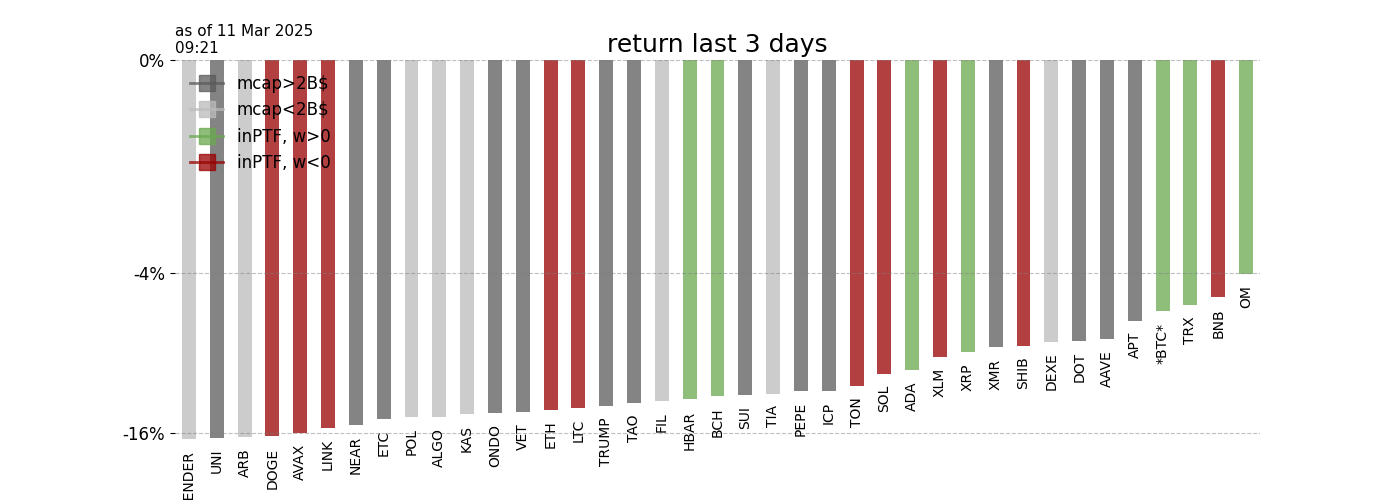 as of 11 Mar 2025
09:21
return last 3 days
0%
mcap>2B$
mcap<2B$
inPTF, w>0
inPTF, w<0
-4%
-16%
ENDER
UNI
ARB
DOGE
AVAX
LINK
NEAR
ETC
POL
ALGO
KAS
ONDO
VET
ETH
LTC
TRUMP
TAO
FIL
HBAR
BCH
SUI
TIA
PEPE
ICP
TON
SOL
ADA
XLM
XRP
XMR
SHIB
DEXE
DOT
AAVE
APT
*BTC*
TRX
BNB
OM